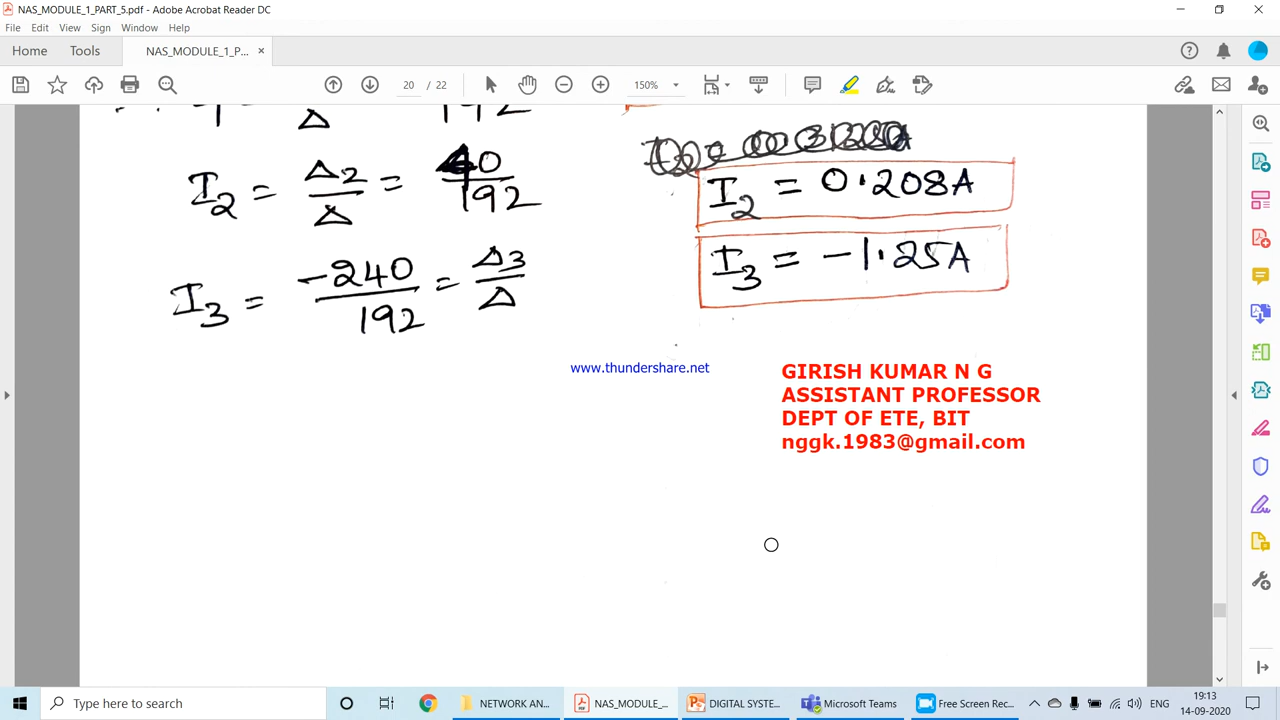 NAS_MODULE_1_PART_5.pdf - Adobe Acrobat Reader DC
File Edit View Sign Window Help
Home Tools NAS_MODULE_1_P... ×
20 / 22 150%
Δ 192
I2 = Δ2/Δ = 40/192
I2 = 0.208A
I3 = -240/192 = Δ3/Δ
I3 = -1.25A
www.thundershare.net
GIRISH KUMAR N G
ASSISTANT PROFESSOR
DEPT OF ETE, BIT
nggk.1983@gmail.com
Type here to search
NETWORK AN...
NAS_MODULE_...
DIGITAL SYSTE...
Microsoft Teams
Free Screen Rec...
ENG
19:13
14-09-2020